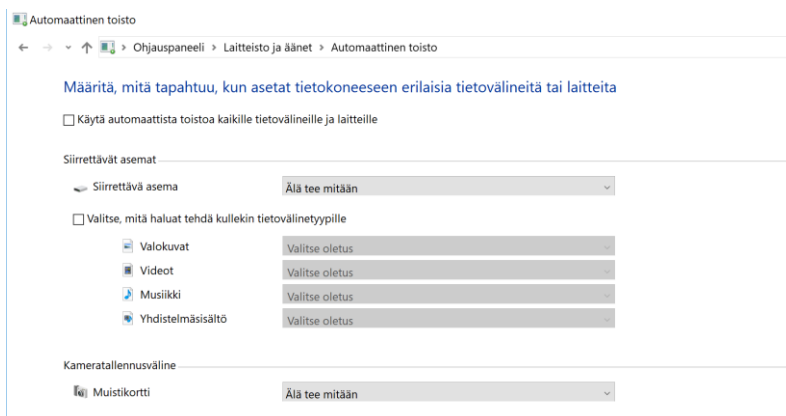 Automaattinen toisto
Ohjauspaneeli > Laitteisto ja äänet > Automaattinen toisto
Määritä, mitä tapahtuu, kun asetat tietokoneeseen erilaisia tietovälineitä tai laitteita
Käytä automaattista toistoa kaikille tietovälineille ja laitteille
Siirrettävät asemat
Siirrettävä asema Älä tee mitään
Valitse, mitä haluat tehdä kullekin tietovälinetyypille
Valokuvat Valitse oletus
Videot Valitse oletus
Musiikki Valitse oletus
Yhdistelmäsisältö Valitse oletus
Kameratallennusväline
Muistikortti Älä tee mitään